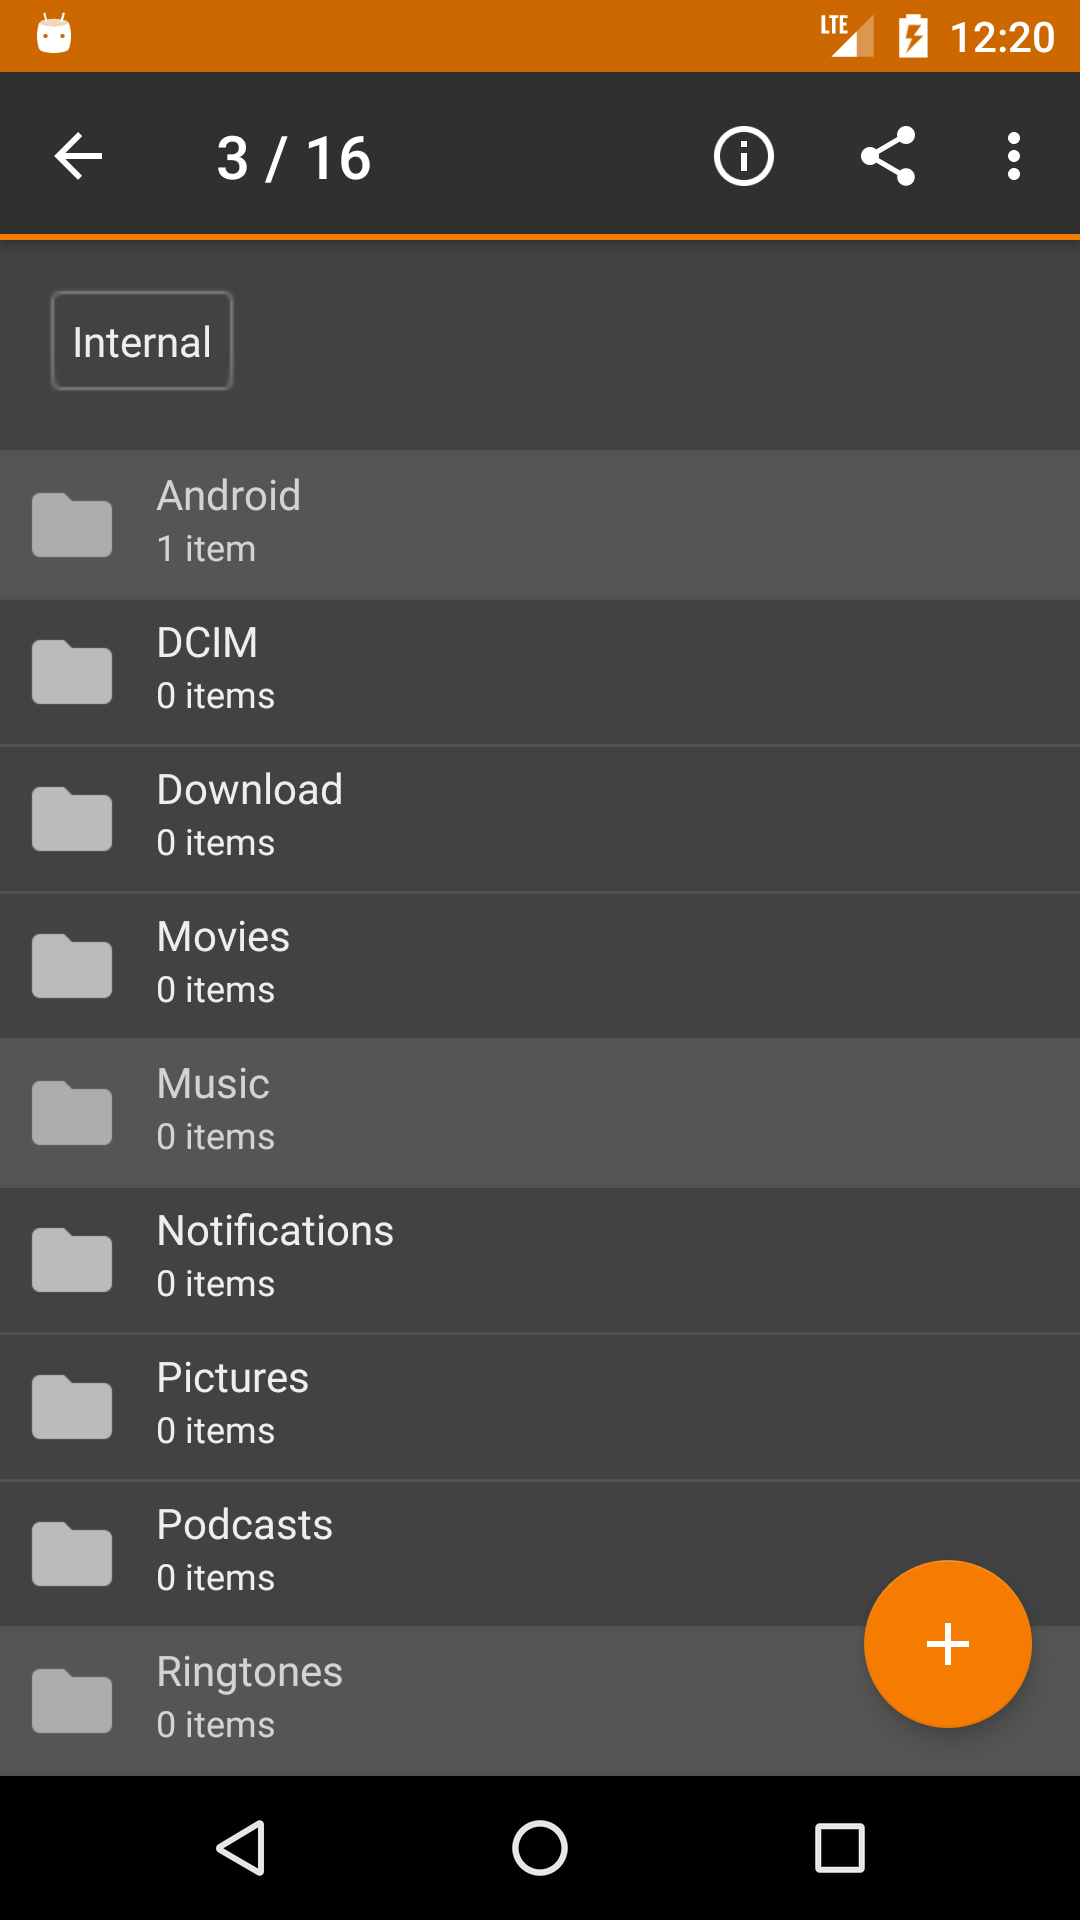 LTE 12:20
3 / 16
Internal
Android
1 item
DCIM
0 items
Download
0 items
Movies
0 items
Music
0 items
Notifications
0 items
Pictures
0 items
Podcasts
0 items
Ringtones
0 items